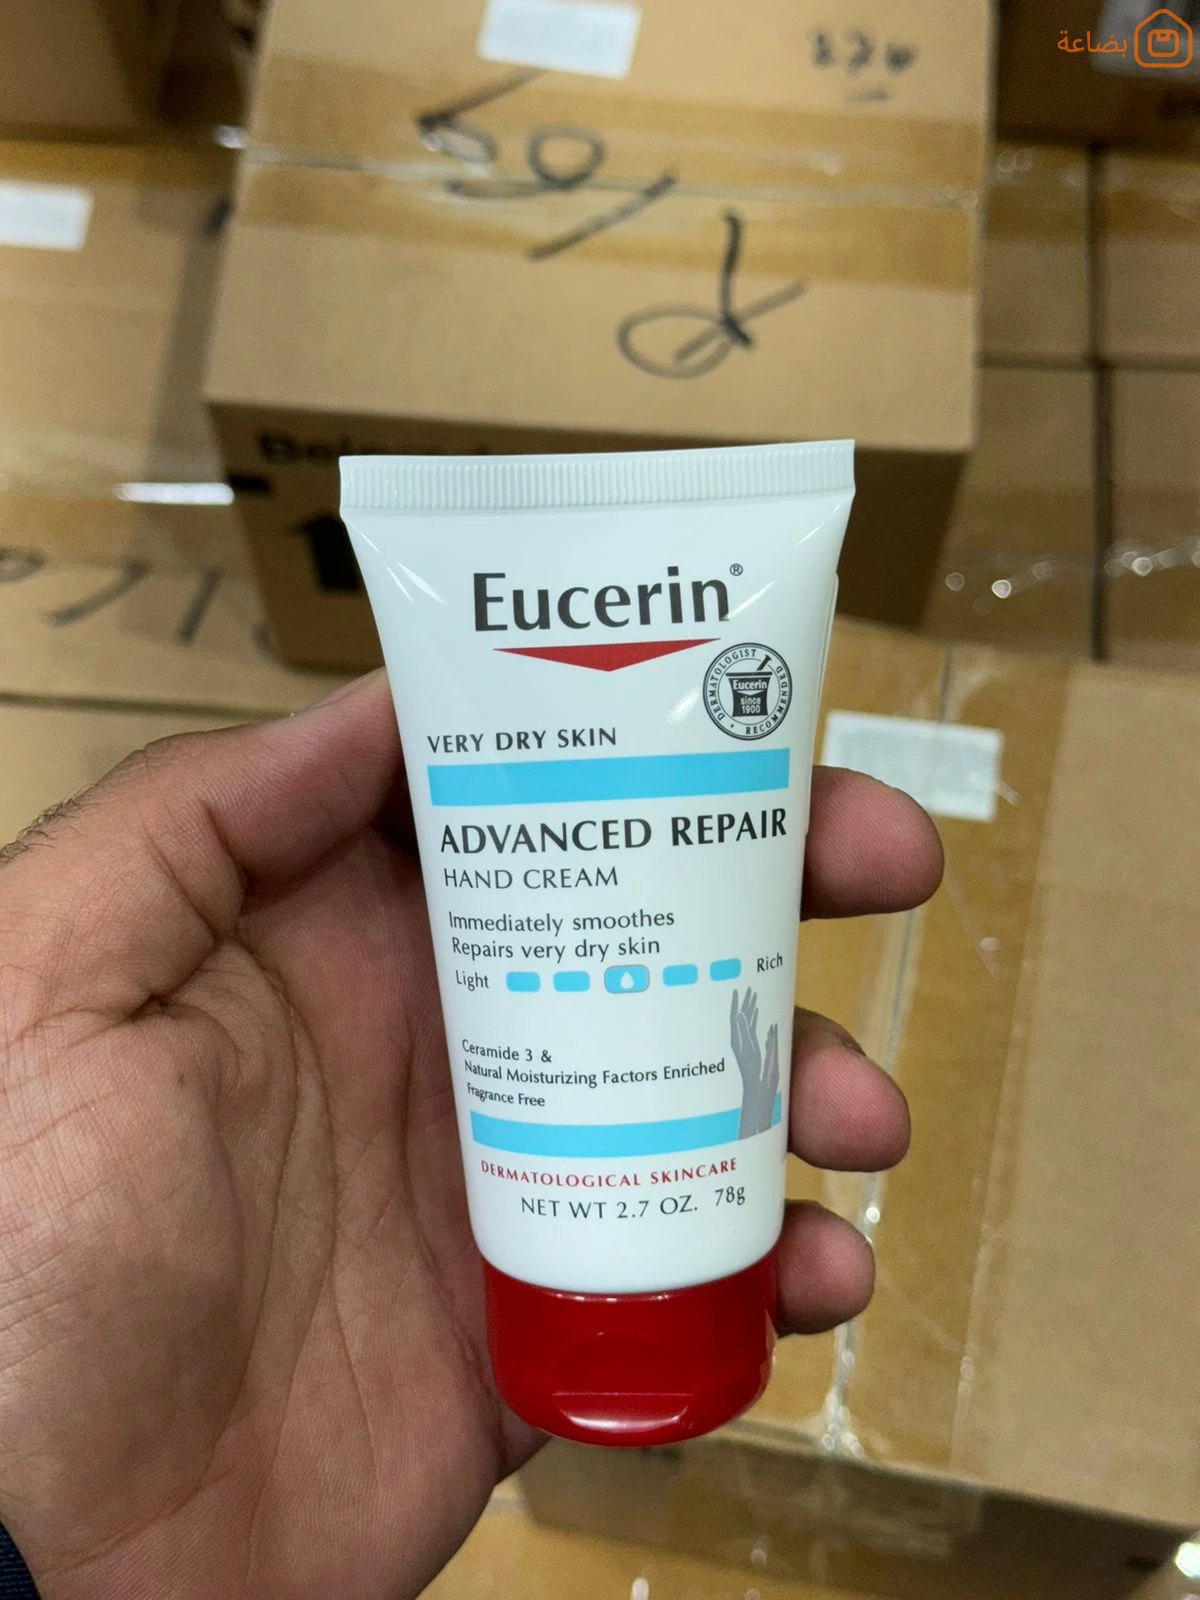 بضاعة
Eucerin®
DERMATOLOGIST RECOMMENDED
Eucerin
since
1900
VERY DRY SKIN
ADVANCED REPAIR
HAND CREAM
Immediately smoothes
Repairs very dry skin
Light Rich
Ceramide 3 &
Natural Moisturizing Factors Enriched
Fragrance Free
DERMATOLOGICAL SKINCARE
NET WT 2.7 OZ. 78g